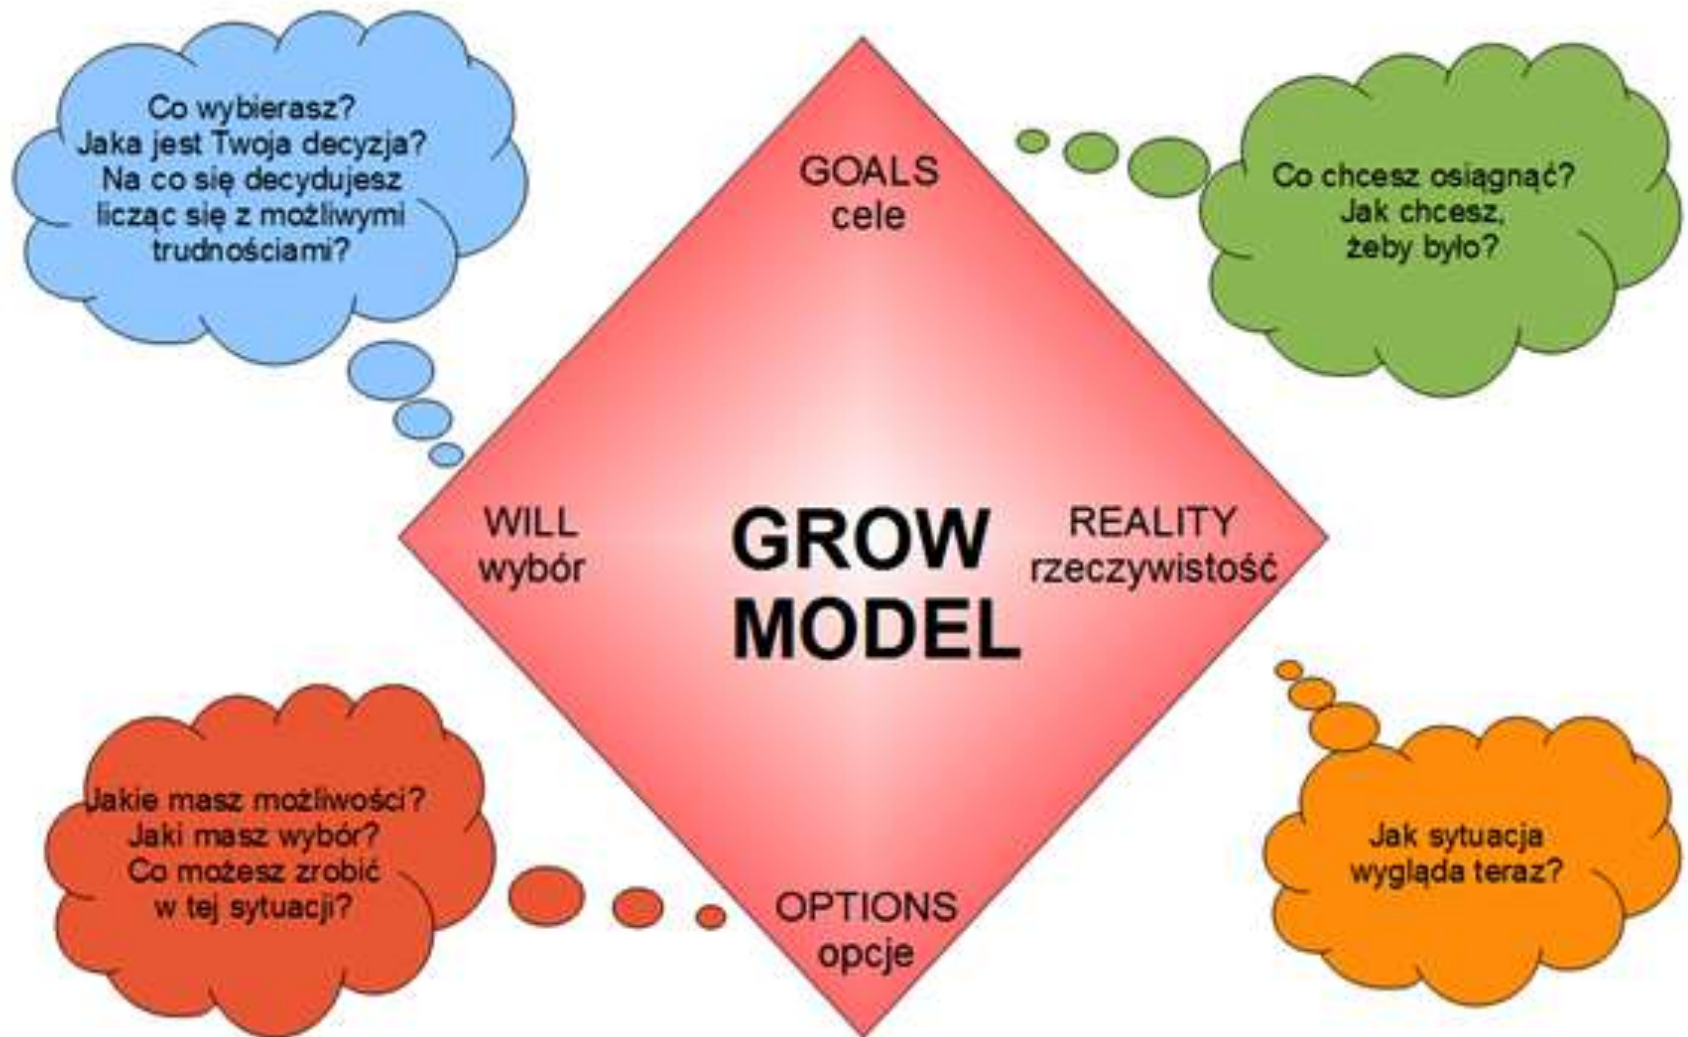 Co wybierasz?
Jaka jest Twoja decyzja?
Na co się decydujesz
licząc się z możliwymi
trudnościami?
GOALS
cele
Co chcesz osiągnąć?
Jak chcesz,
żeby było?
WILL
wybór
GROW
MODEL
REALITY
rzeczywistość
Jakie masz możliwości?
Jaki masz wybór?
Co możesz zrobić
w tej sytuacji?
OPTIONS
opcje
Jak sytuacja
wygląda teraz?